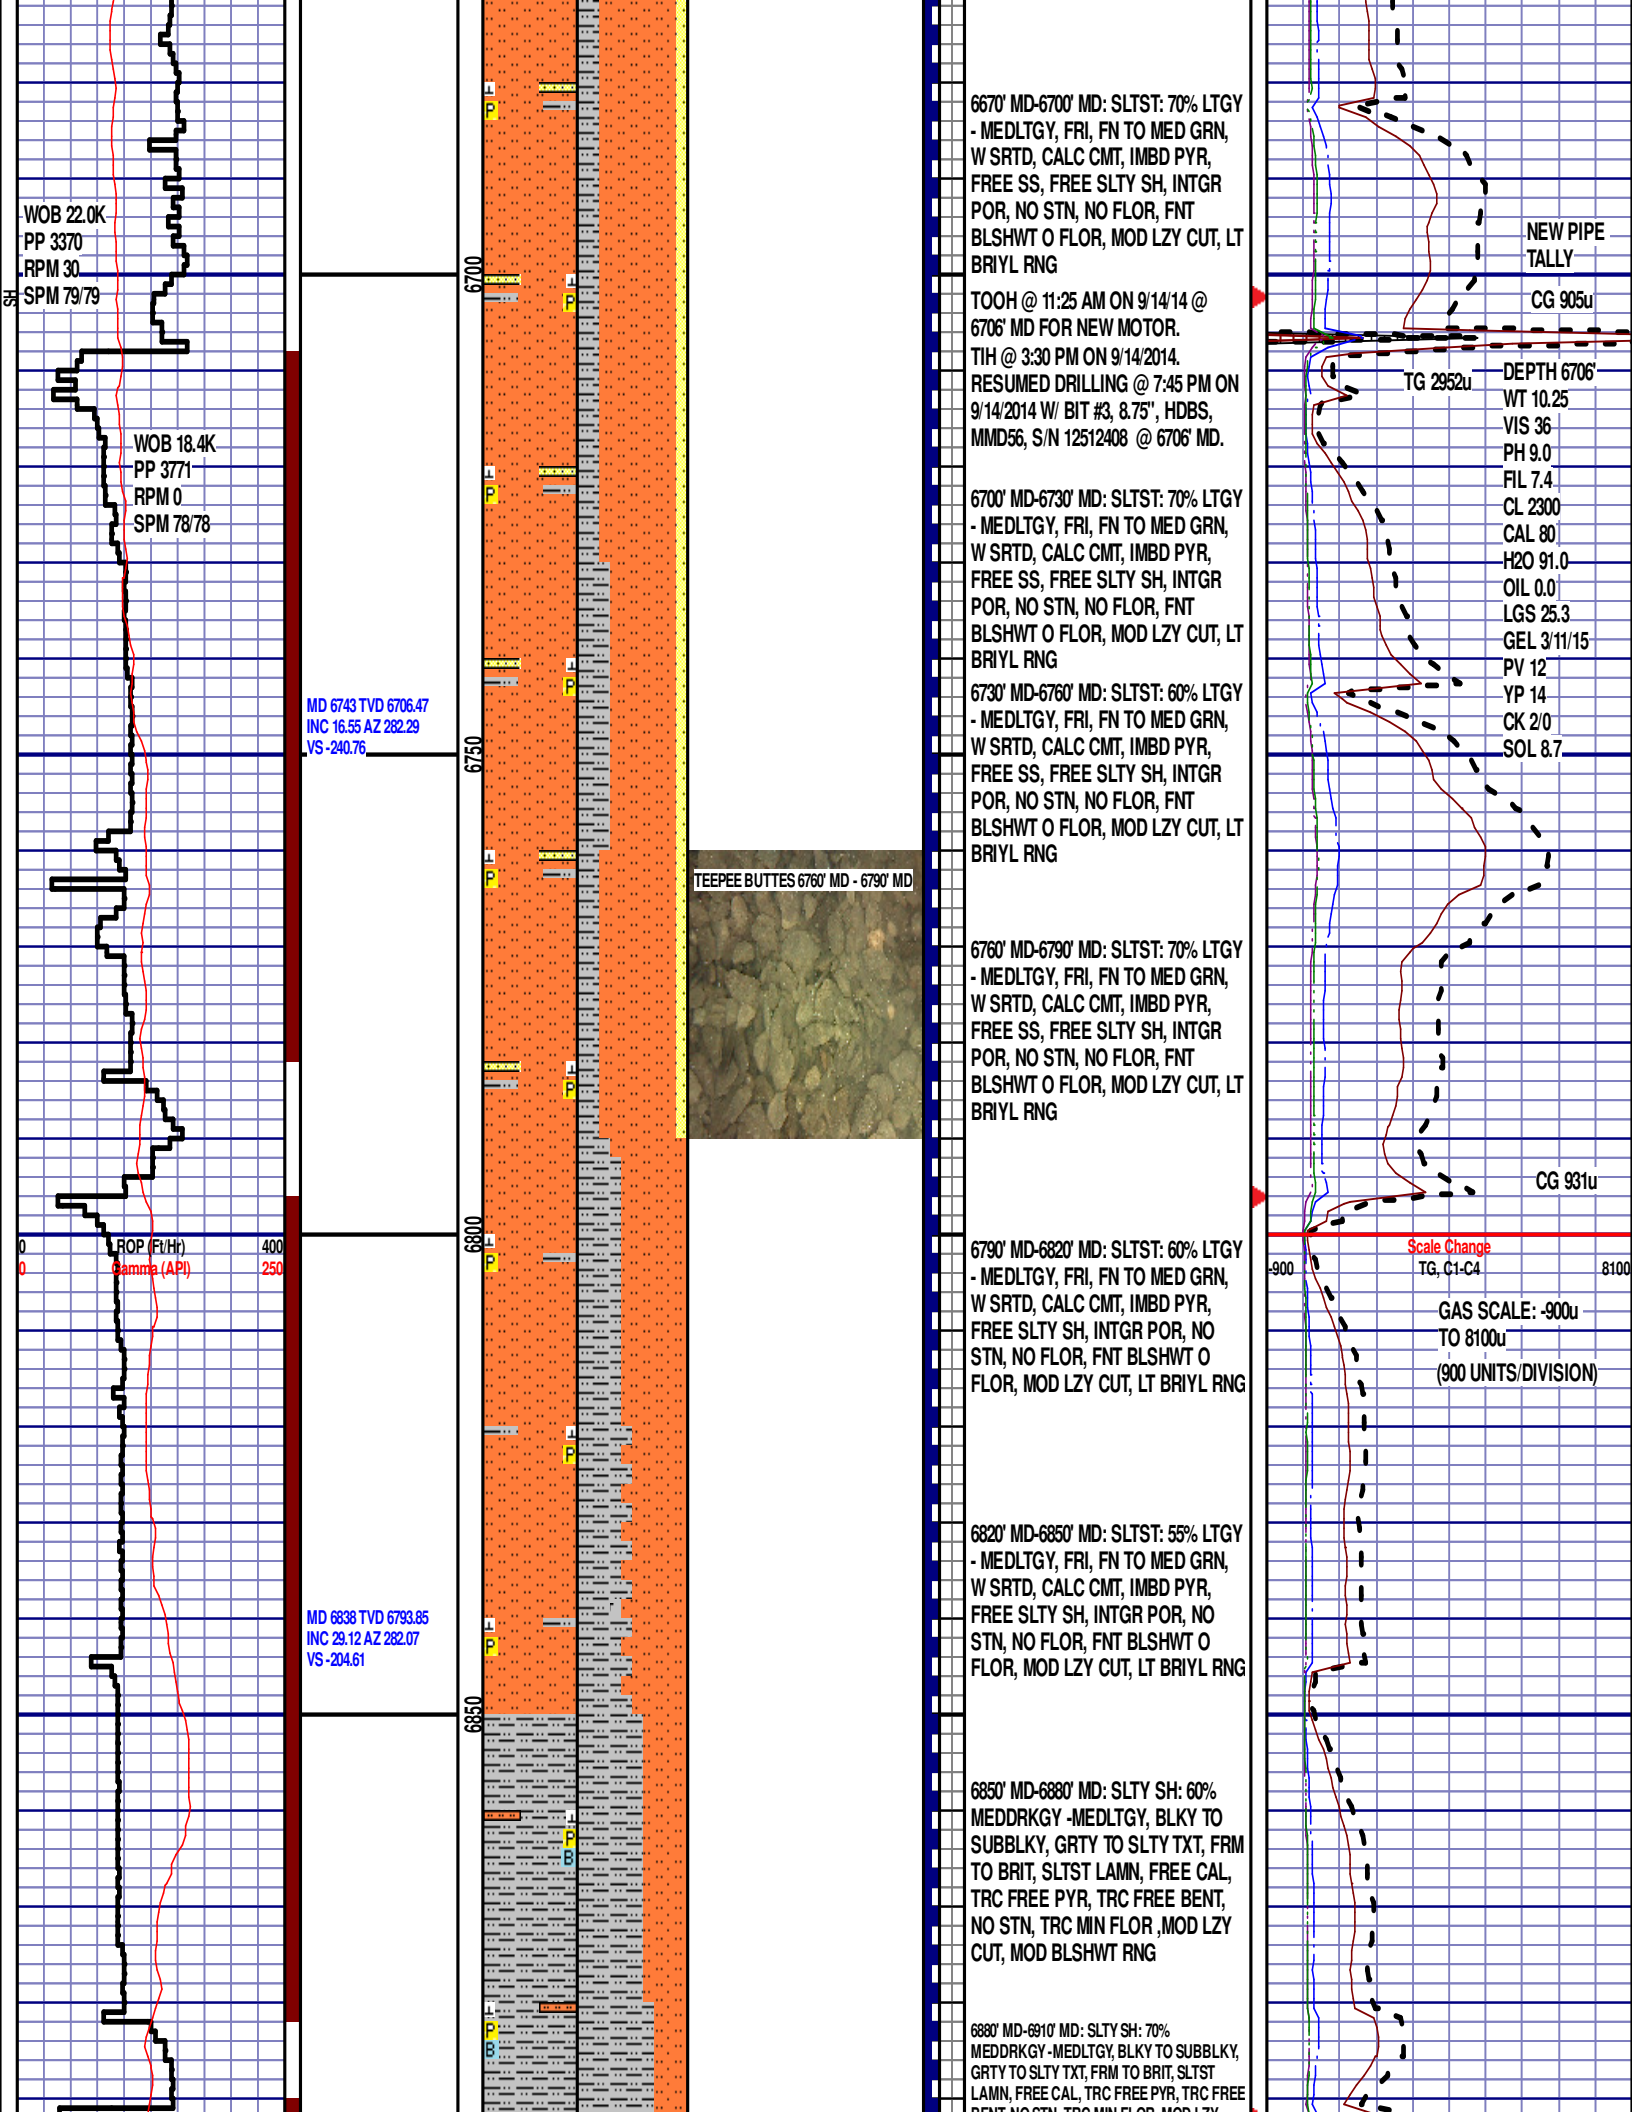 WOB 22.0K
PP 3370
RPM 30
SPM 79/79
SH
WOB 18.4K
PP 3771
RPM 0
SPM 78/78
0 ROP (Ft/Hr) 400
0 Gamma (API) 250
MD 6743 TVD 6706.47
INC 16.55 AZ 282.29
VS -240.76
MD 6838 TVD 6793.85
INC 29.12 AZ 282.07
VS -204.61
6700
6750
6800
6850
P
P
P
P
P
P
P
P
P
P
B
P
B
TEEPEE BUTTES 6760' MD - 6790' MD
6670' MD-6700' MD: SLTST: 70% LTGY
- MEDLTGY, FRI, FN TO MED GRN,
W SRTD, CALC CMT, IMBD PYR,
FREE SS, FREE SLTY SH, INTGR
POR, NO STN, NO FLOR, FNT
BLSHWT O FLOR, MOD LZY CUT, LT
BRIYL RNG
TOOH @ 11:25 AM ON 9/14/14 @
6706' MD FOR NEW MOTOR.
TIH @ 3:30 PM ON 9/14/2014.
RESUMED DRILLING @ 7:45 PM ON
9/14/2014 W/ BIT #3, 8.75", HDBS,
MMD56, S/N 12512408 @ 6706' MD.
6700' MD-6730' MD: SLTST: 70% LTGY
- MEDLTGY, FRI, FN TO MED GRN,
W SRTD, CALC CMT, IMBD PYR,
FREE SS, FREE SLTY SH, INTGR
POR, NO STN, NO FLOR, FNT
BLSHWT O FLOR, MOD LZY CUT, LT
BRIYL RNG
6730' MD-6760' MD: SLTST: 60% LTGY
- MEDLTGY, FRI, FN TO MED GRN,
W SRTD, CALC CMT, IMBD PYR,
FREE SS, FREE SLTY SH, INTGR
POR, NO STN, NO FLOR, FNT
BLSHWT O FLOR, MOD LZY CUT, LT
BRIYL RNG
6760' MD-6790' MD: SLTST: 70% LTGY
- MEDLTGY, FRI, FN TO MED GRN,
W SRTD, CALC CMT, IMBD PYR,
FREE SS, FREE SLTY SH, INTGR
POR, NO STN, NO FLOR, FNT
BLSHWT O FLOR, MOD LZY CUT, LT
BRIYL RNG
6790' MD-6820' MD: SLTST: 60% LTGY
- MEDLTGY, FRI, FN TO MED GRN,
W SRTD, CALC CMT, IMBD PYR,
FREE SLTY SH, INTGR POR, NO
STN, NO FLOR, FNT BLSHWT O
FLOR, MOD LZY CUT, LT BRIYL RNG
6820' MD-6850' MD: SLTST: 55% LTGY
- MEDLTGY, FRI, FN TO MED GRN,
W SRTD, CALC CMT, IMBD PYR,
FREE SLTY SH, INTGR POR, NO
STN, NO FLOR, FNT BLSHWT O
FLOR, MOD LZY CUT, LT BRIYL RNG
6850' MD-6880' MD: SLTY SH: 60%
MEDDRKGY -MEDLTGY, BLKY TO
SUBBLKY, GRTY TO SLTY TXT, FRM
TO BRIT, SLTST LAMN, FREE CAL,
TRC FREE PYR, TRC FREE BENT,
NO STN, TRC MIN FLOR ,MOD LZY
CUT, MOD BLSHWT RNG
6880' MD-6910' MD: SLTY SH: 70%
MEDDRKGY -MEDLTGY, BLKY TO SUBBLKY,
GRTY TO SLTY TXT, FRM TO BRIT, SLTST
LAMN, FREE CAL, TRC FREE PYR, TRC FREE
BENT, NO STN, TRC MIN FLOR, MOD LZY
NEW PIPE
TALLY
CG 905u
TG 2952u
DEPTH 6706'
WT 10.25
VIS 36
PH 9.0
FIL 7.4
CL 2300
CAL 80
H2O 91.0
OIL 0.0
LGS 25.3
GEL 3/11/15
PV 12
YP 14
CK 2/0
SOL 8.7
CG 931u
Scale Change
-900 TG, C1-C4 8100
GAS SCALE: -900u
TO 8100u
(900 UNITS/DIVISION)